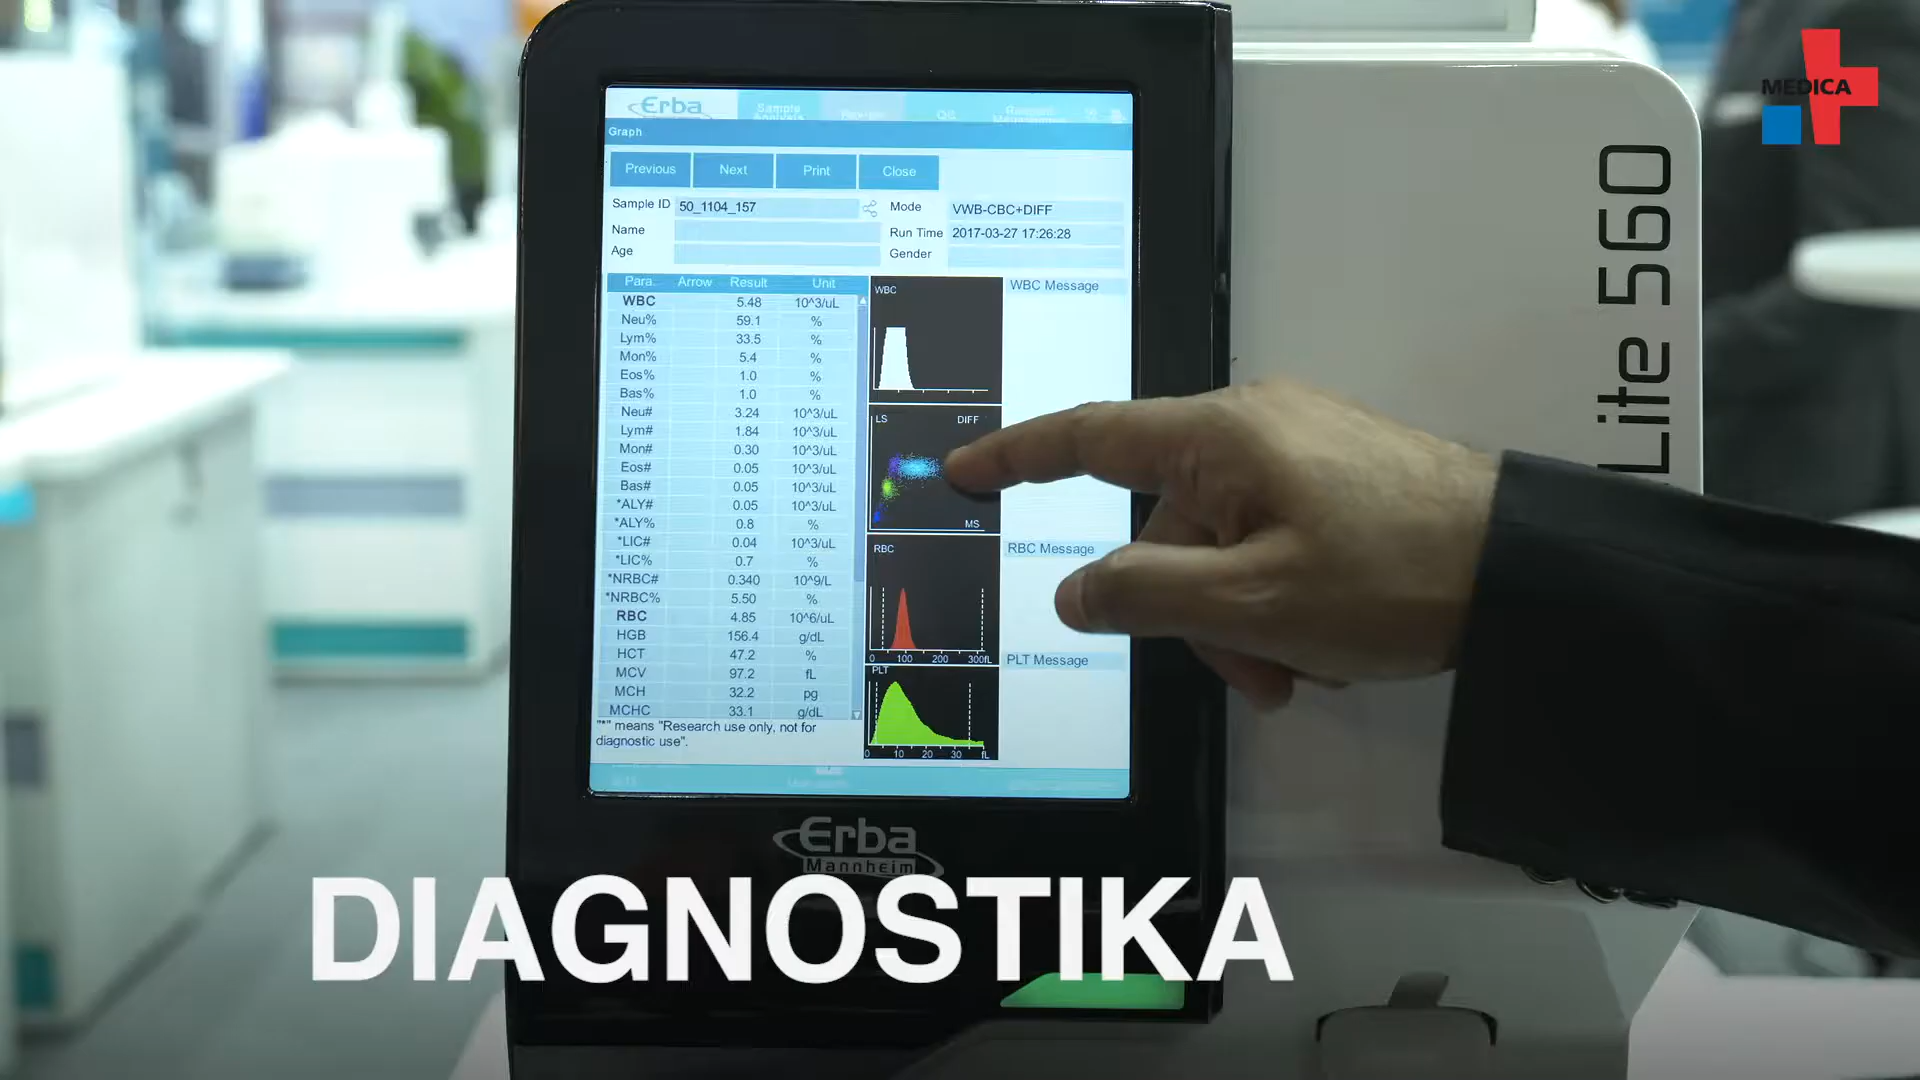 MEDICA
Erba
Sample Analysis Review QC Reagent Management
Graph
Previous Next Print Close
Sample ID 50_1104_157 Mode VWB-CBC+DIFF
Name Run Time 2017-03-27 17:26:28
Age Gender
Para. Arrow Result Unit
WBC 5.48 10^3/uL
Neu% 59.1 %
Lym% 33.5 %
Mon% 5.4 %
Eos% 1.0 %
Bas% 1.0 %
Neu# 3.24 10^3/uL
Lym# 1.84 10^3/uL
Mon# 0.30 10^3/uL
Eos# 0.05 10^3/uL
Bas# 0.05 10^3/uL
*ALY# 0.05 10^3/uL
*ALY% 0.8 %
*LIC# 0.04 10^3/uL
*LIC% 0.7 %
*NRBC# 0.340 10^9/L
*NRBC% 5.50 %
RBC 4.85 10^6/uL
HGB 156.4 g/dL
HCT 47.2 %
MCV 97.2 fL
MCH 32.2 pg
MCHC 33.1 g/dL
"*" means "Research use only, not for
diagnostic use".
WBC
LS DIFF
MS
RBC
0 100 200 300fL
PLT
0 10 20 30 fL
WBC Message
RBC Message
PLT Message
Erba
Mannheim
Lite 560
DIAGNOSTIKA